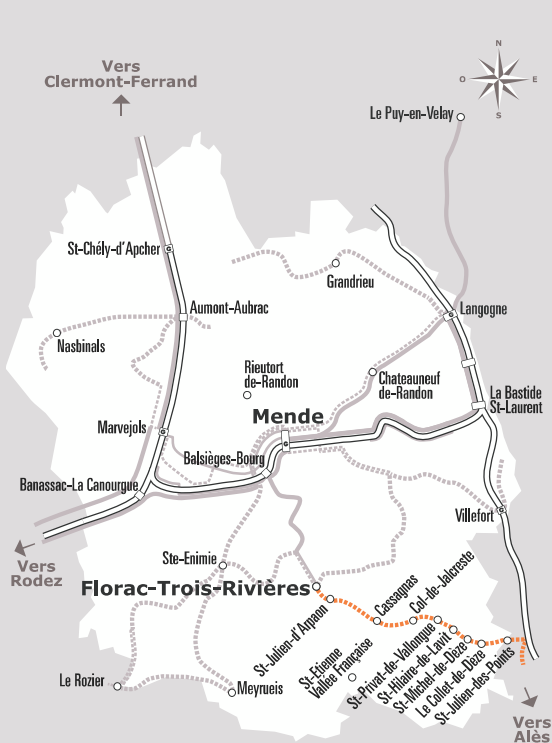 Vers
Clermont-Ferrand
N
O
E
S
Le Puy-en-Velay
St-Chély-d'Apcher
G
Grandrieu
Aumont-Aubrac
Langogne
G
Nasbinals
Rieutort
de-Randon
Chateauneuf
de-Randon
La Bastide
St-Laurent
Mende
Marvejols
G
G
Balsièges-Bourg
Banassac-La Canourgue
Villefort
G
Vers
Rodez
Ste-Enimie
Florac-Trois-Rivières
St-Julien-d'Arpaon
Cassagnas
Col-de-Jalcreste
St-Etienne
Vallée Française
St-Privat-de-Vallongue
St-Hilaire-de-Lavit
St-Michel-de-Dèze
Le Collet-de-Dèze
St-Julien-des-Points
Le Rozier
Meyrueis
Vers
Alès